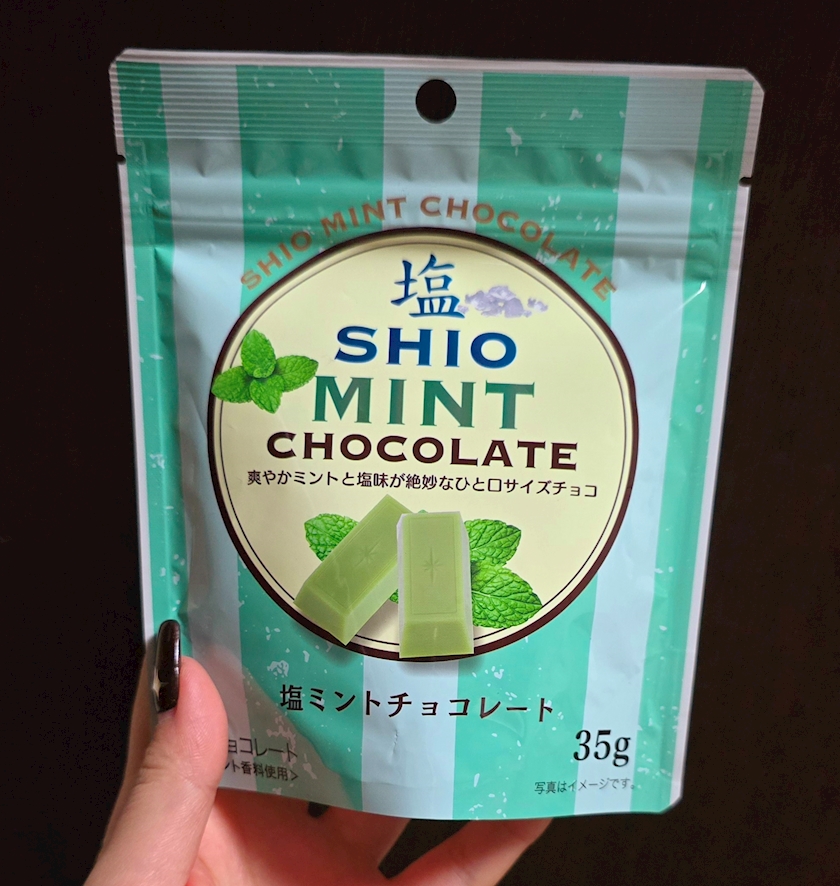 SHIO MINT CHOCOLATE
塩
SHIO
MINT
CHOCOLATE
爽やかミントと塩味が絶妙なひと口サイズチョコ
塩ミントチョコレート
35g
ョコレート
ント香料使用>
写真はイメージです。